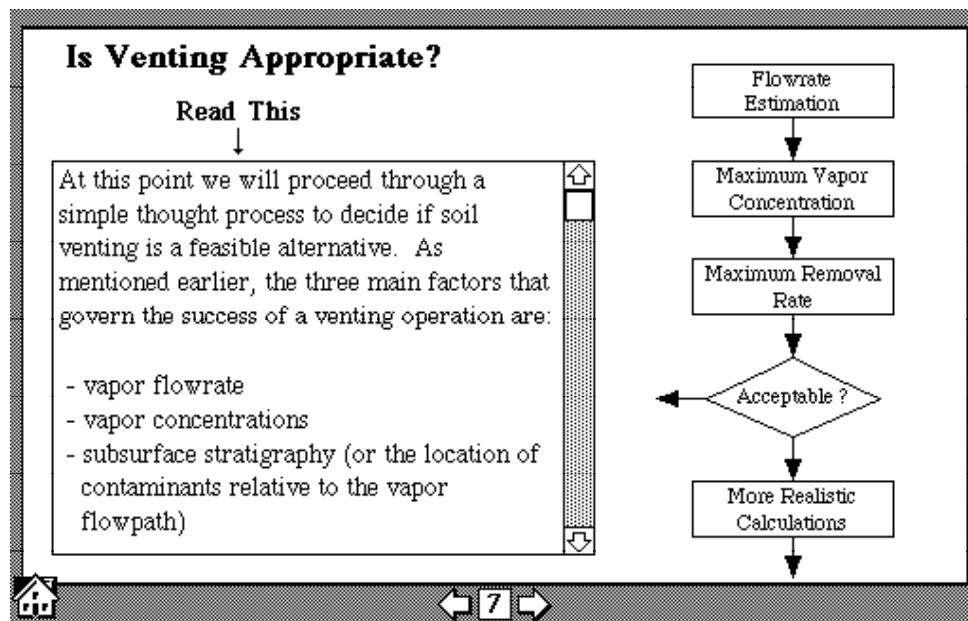 Is Venting Appropriate?
Read This
At this point we will proceed through a
simple thought process to decide if soil
venting is a feasible alternative.  As
mentioned earlier, the three main factors that
govern the success of a venting operation are:
- vapor flowrate
- vapor concentrations
- subsurface stratigraphy (or the location of
contaminants relative to the vapor
flowpath)
Flowrate
Estimation
Maximum Vapor
Concentration
Maximum Removal
Rate
Acceptable ?
More Realistic
Calculations
7